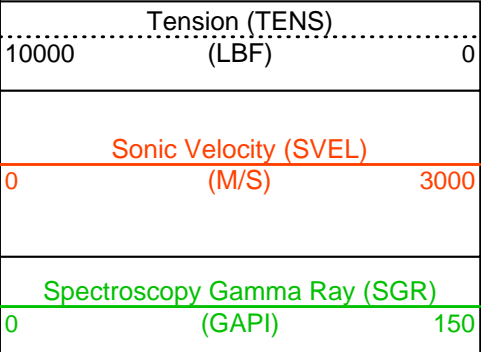 Tension (TENS)
10000 (LBF) 0
Sonic Velocity (SVEL)
0 (M/S) 3000
Spectroscopy Gamma Ray (SGR)
0 (GAPI) 150